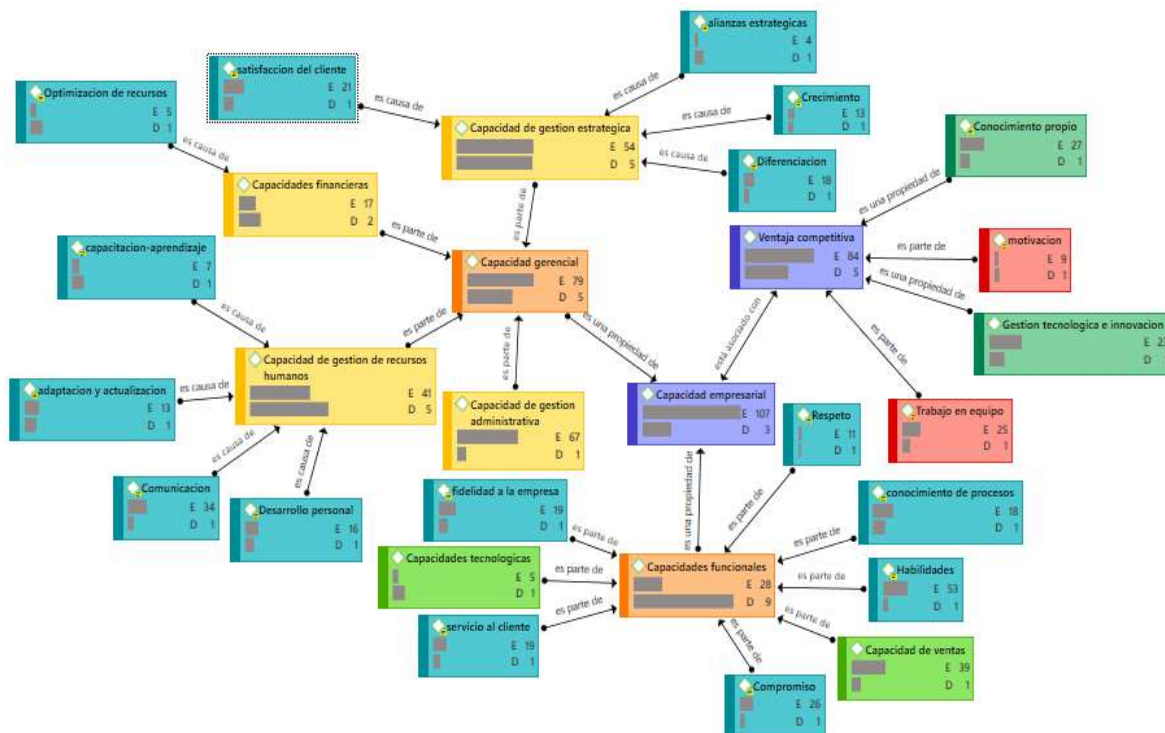 alianzas estrategicas
E 4
D 1
satisfaccion del cliente
E 21
D 1
Optimizacion de recursos
E 5
D 1
es causa de
es causa de
Crecimiento
E 13
D 1
es causa de
Capacidad de gestion estrategica
E 54
D 5
Conocimiento propio
E 27
D 1
es causa de
es causa de
Diferenciacion
E 18
D 1
Capacidades financieras
E 17
D 2
es parte de
es una propiedad de
es parte de
capacitacion-aprendizaje
E 7
D 1
Ventaja competitiva
E 84
D 5
es parte de
motivacion
E 9
D 1
Capacidad gerencial
E 79
D 5
es una propiedad de
es causa de
es parte de
es una propiedad de
está asociado con
Gestion tecnologica e innovacion
E 23
es parte de
es parte de
Capacidad de gestion de recursos
humanos
E 41
D 5
adaptacion y actualizacion
E 13
D 1
es causa de
Capacidad empresarial
E 107
D 3
Capacidad de gestion
administrativa
E 67
D 1
Respeto
E 11
D 1
Trabajo en equipo
E 25
D 1
es causa de
es causa de
Comunicacion
E 34
D 1
Desarrollo personal
E 16
D 1
fidelidad a la empresa
E 19
D 1
es una propiedad de
es parte de
conocimiento de procesos
E 18
D 1
es parte de
es parte de
Capacidades tecnologicas
E 5
D 1
es parte de
Capacidades funcionales
E 28
D 9
Habilidades
E 53
D 1
es parte de
es parte de
servicio al cliente
E 19
D 1
es parte de
es parte de
Capacidad de ventas
E 39
D 1
Compromiso
E 26
D 1